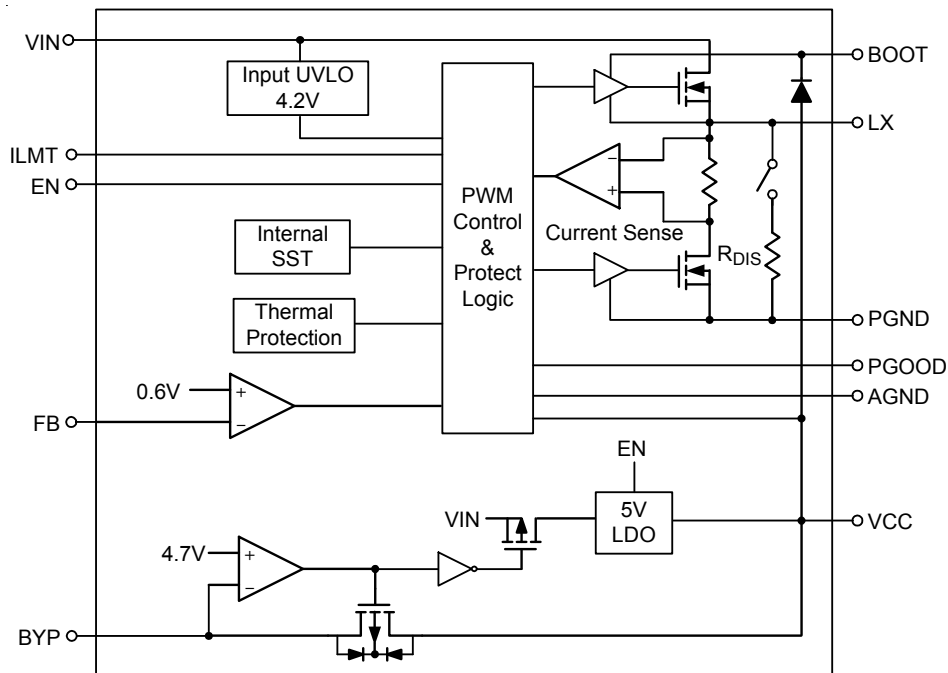 VIN
BOOT
Input UVLO
4.2V
LX
ILMT
EN
PWM
Control
&
Protect
Logic
−
+
Current Sense
RDIS
Internal
SST
Thermal
Protection
PGND
PGOOD
AGND
0.6V
+
−
FB
EN
VIN
5V
LDO
VCC
4.7V
+
−
BYP